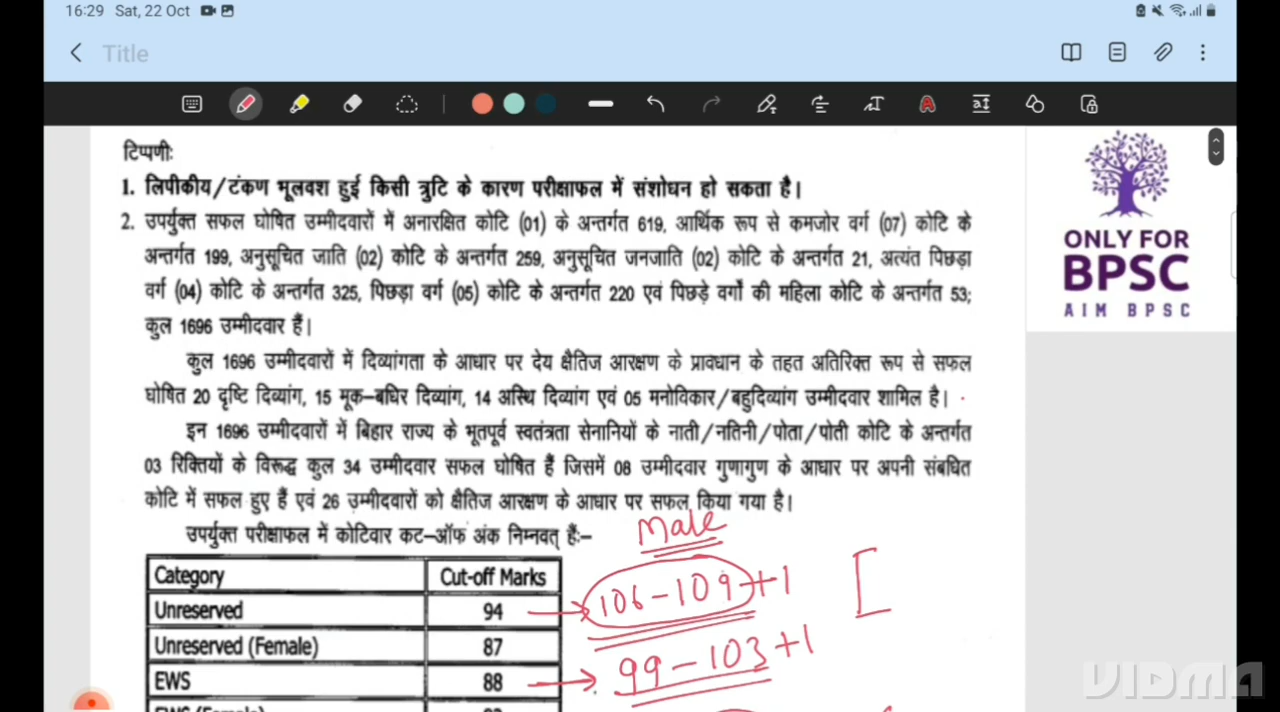 16:29 Sat, 22 Oct
Title
टिप्पणीः
1. लिपीकीय/टंकण भूलवश हुई किसी त्रुटि के कारण परीक्षाफल में संशोधन हो सकता है।
2. उपर्युक्त सफल घोषित उम्मीदवारों में अनारक्षित कोटि (01) के अन्तर्गत 619, आर्थिक रूप से कमजोर वर्ग (07) कोटि के
अन्तर्गत 199, अनुसूचित जाति (02) कोटि के अन्तर्गत 259, अनुसूचित जनजाति (02) कोटि के अन्तर्गत 21, अत्यंत पिछड़ा
वर्ग (04) कोटि के अन्तर्गत 325, पिछड़ा वर्ग (05) कोटि के अन्तर्गत 220 एवं पिछड़े वर्गों की महिला कोटि के अन्तर्गत 53;
कुल 1696 उम्मीदवार हैं।
कुल 1696 उम्मीदवारों में दिव्यांगता के आधार पर देय क्षैतिज आरक्षण के प्रावधान के तहत अतिरिक्त रूप से सफल
घोषित 20 दृष्टि दिव्यांग, 15 मूक-बधिर दिव्यांग, 14 अस्थि दिव्यांग एवं 05 मनोविकार/बहुदिव्यांग उम्मीदवार शामिल है।
इन 1696 उम्मीदवारों में बिहार राज्य के भूतपूर्व स्वतंत्रता सेनानियों के नाती/नतिनी/पोता/पोती कोटि के अन्तर्गत
03 रिक्तियों के विरूद्ध कुल 34 उम्मीदवार सफल घोषित हैं जिसमें 08 उम्मीदवार गुणागुण के आधार पर अपनी संबधित
कोटि में सफल हुए हैं एवं 26 उम्मीदवारों को क्षैतिज आरक्षण के आधार पर सफल किया गया है।
उपर्युक्त परीक्षाफल में कोटिवार कट-ऑफ अंक निम्नवत् हैंः-
Male
Category Cut-off Marks
Unreserved 94 106-109+1
Unreserved (Female) 87
EWS 88 99-103+1
ONLY FOR
BPSC
AIM BPSC
VIDMA